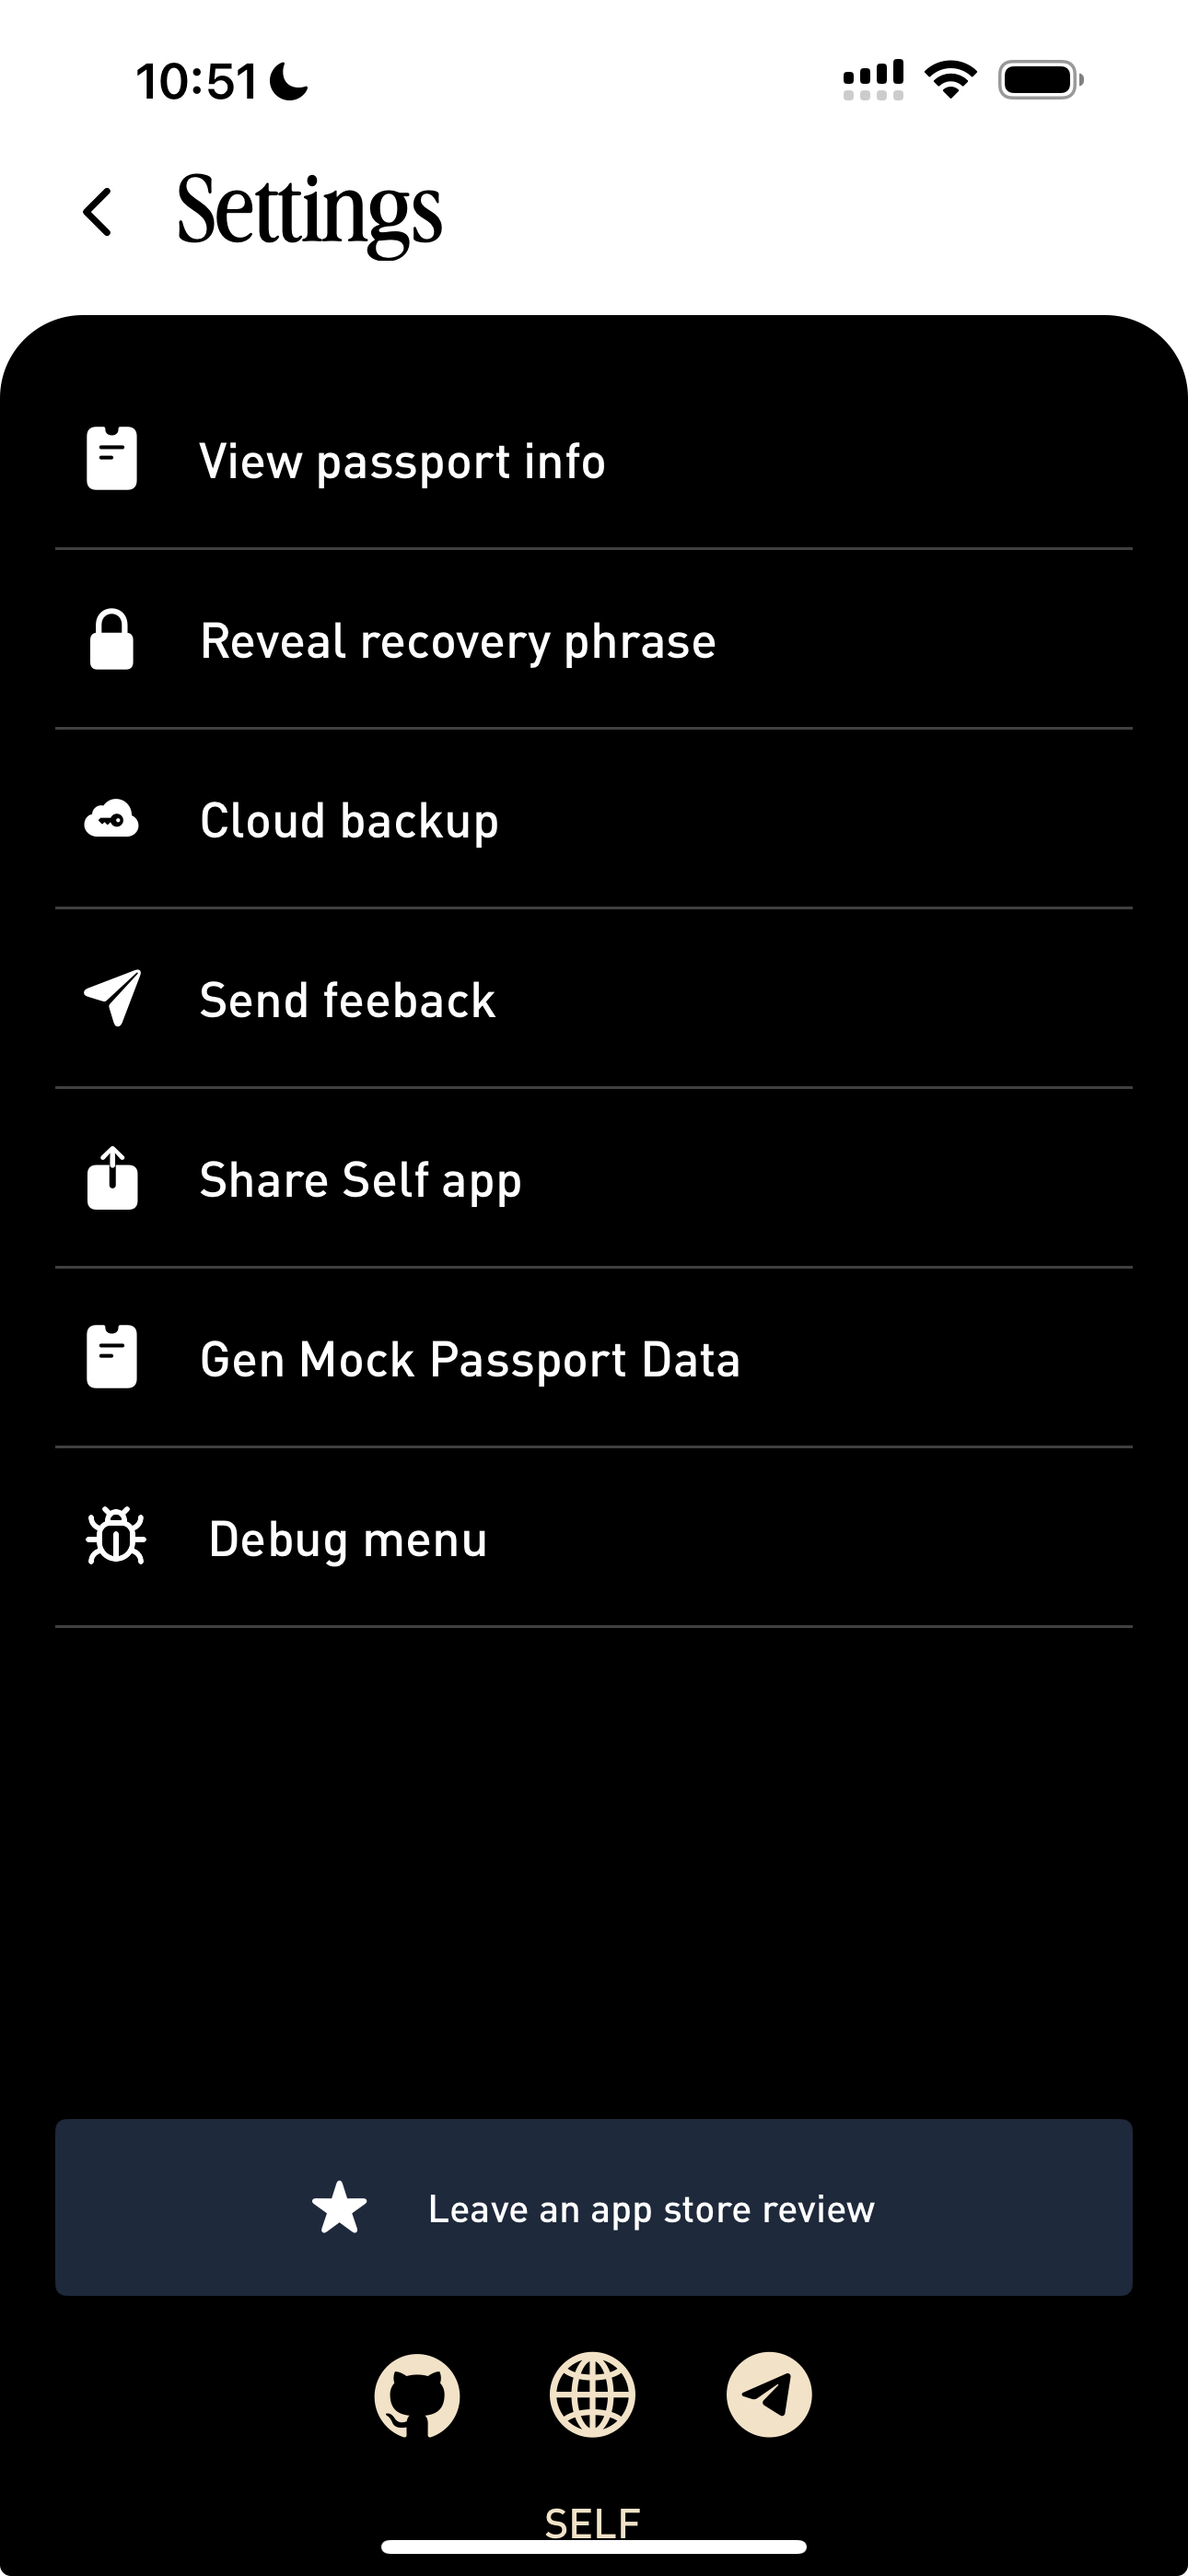 10:51
Settings
View passport info
Reveal recovery phrase
Cloud backup
Send feeback
Share Self app
Gen Mock Passport Data
Debug menu
Leave an app store review
SELF